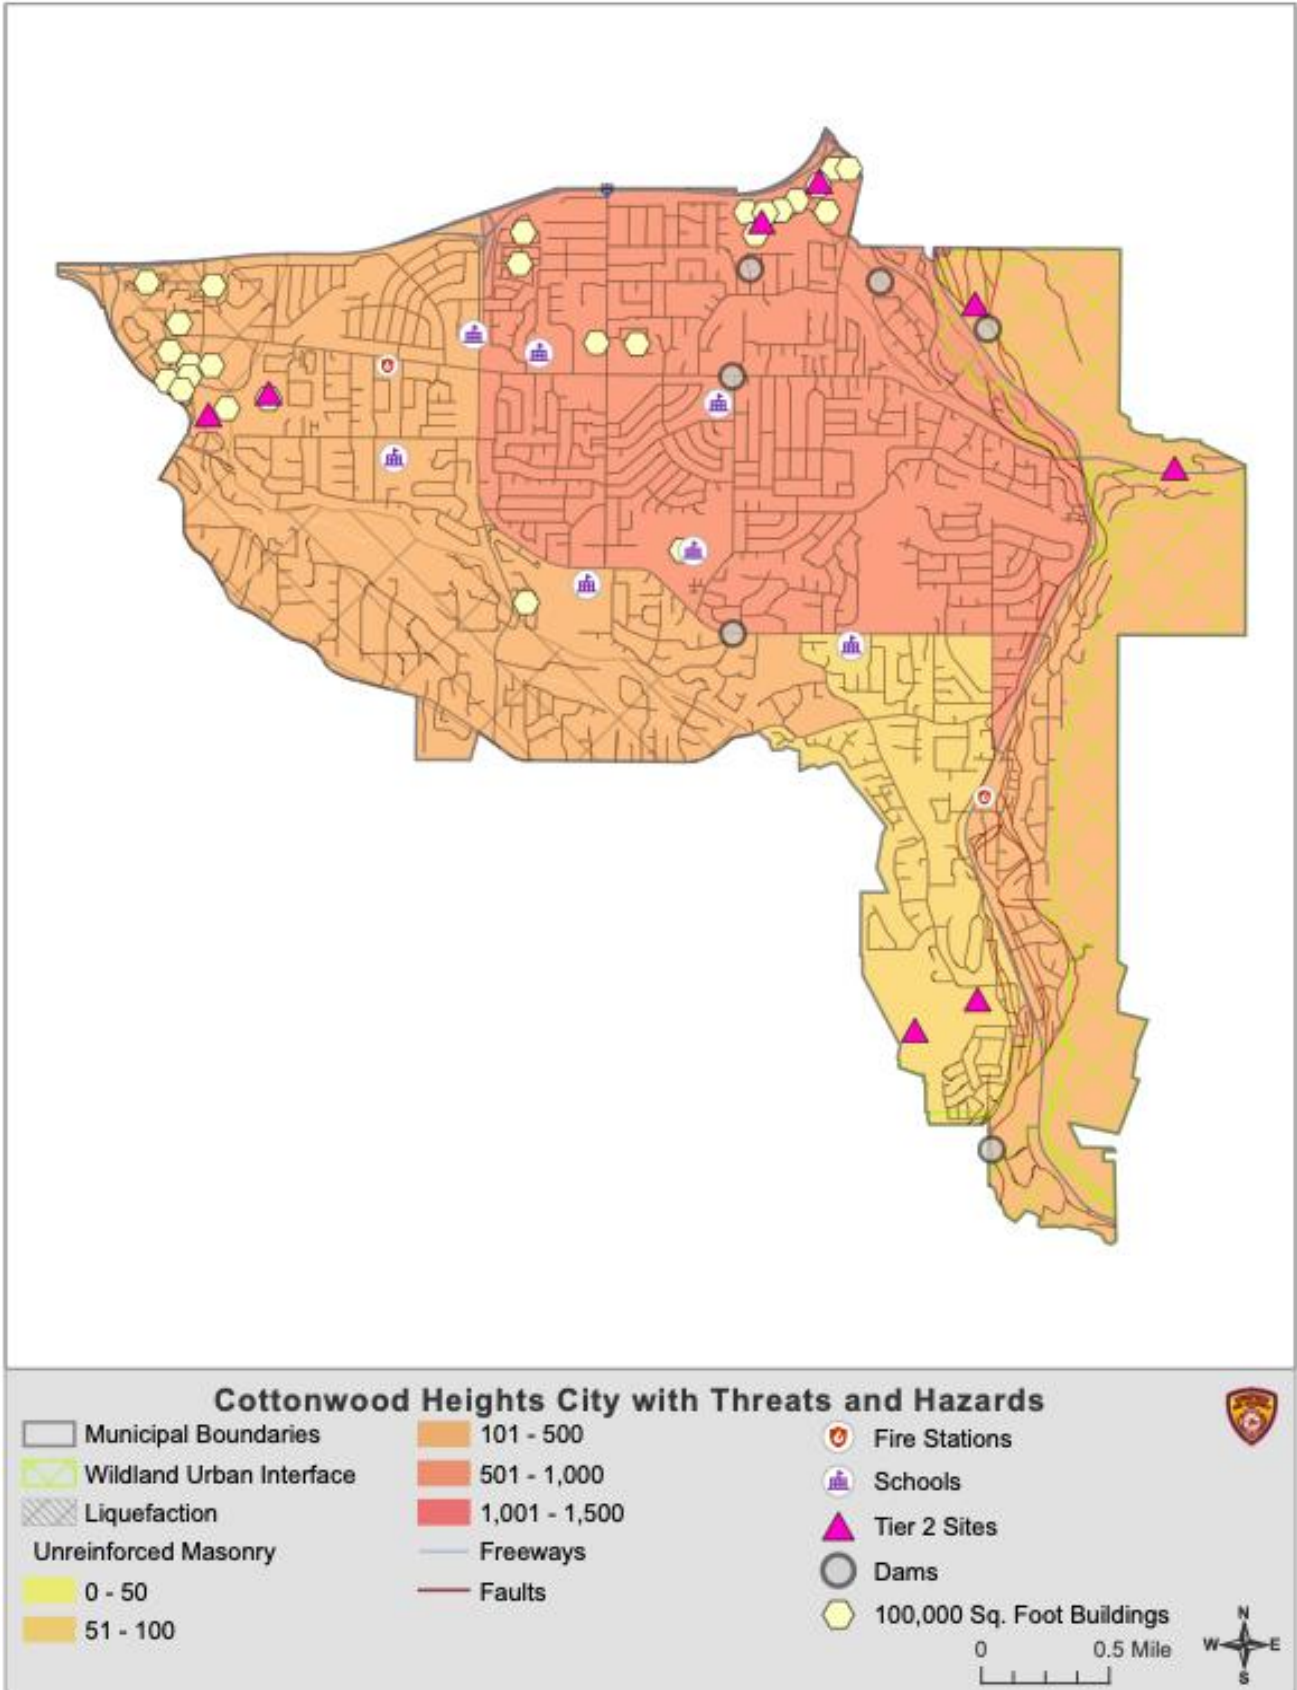 Cottonwood Heights City with Threats and Hazards
Municipal Boundaries
Wildland Urban Interface
Liquefaction
Unreinforced Masonry
0 - 50
51 - 100
101 - 500
501 - 1,000
1,001 - 1,500
Freeways
Faults
Fire Stations
Schools
Tier 2 Sites
Dams
100,000 Sq. Foot Buildings
0 0.5 Mile
N
W E
S